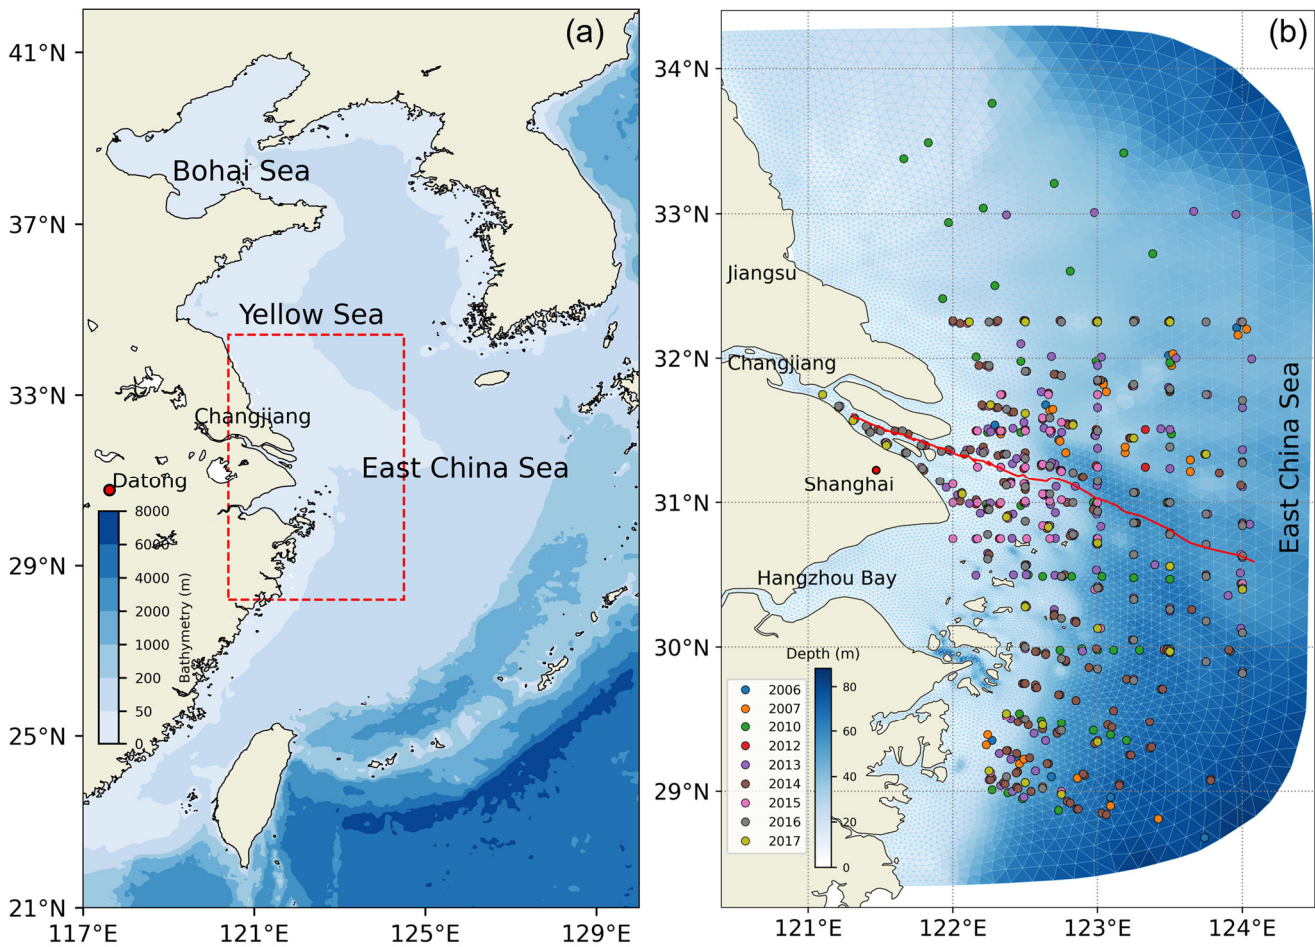 (a)
41°N
37°N
33°N
29°N
25°N
21°N
117°E
121°E
125°E
129°E
Bohai Sea
Yellow Sea
Changjiang
East China Sea
Datong
8000
6000
4000
2000
1000
200
50
0
Bathymetry (m)
(b)
34°N
33°N
32°N
31°N
30°N
29°N
121°E
122°E
123°E
124°E
Jiangsu
Changjiang
Shanghai
Hangzhou Bay
East China Sea
Depth (m)
80
60
40
20
0
2006
2007
2010
2012
2013
2014
2015
2016
2017